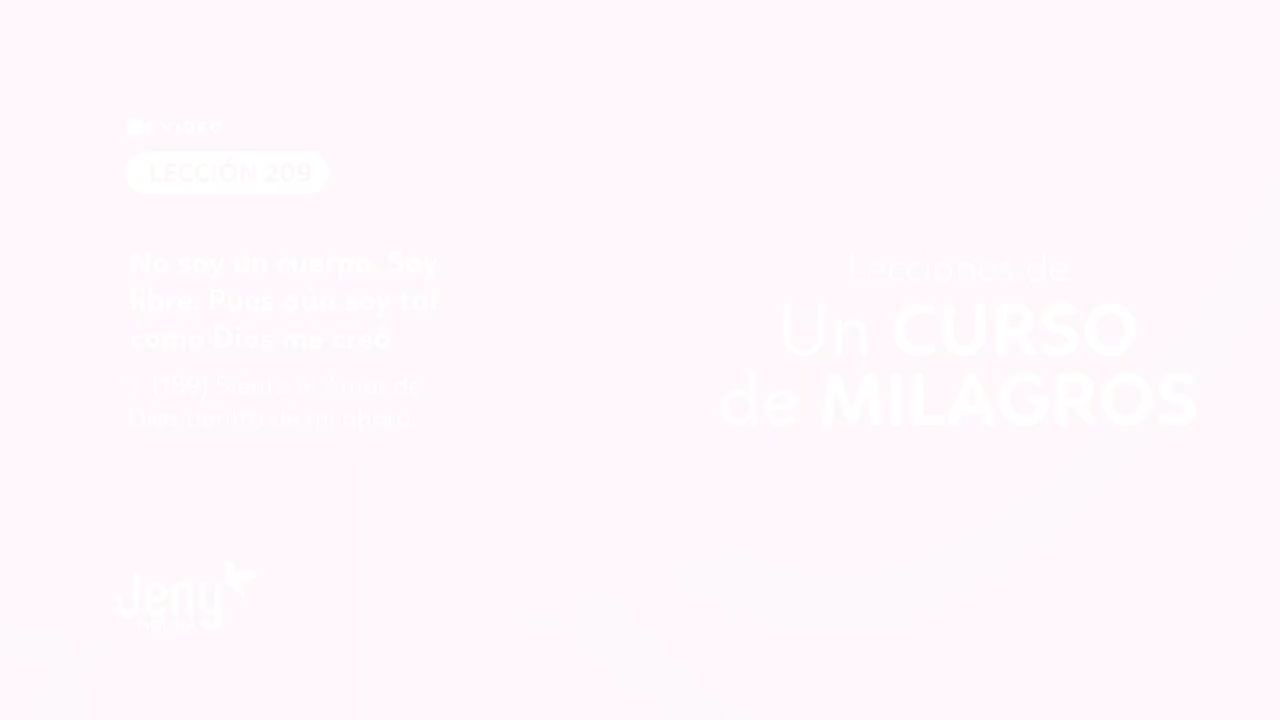 VIDEO
LECCIÓN 209
No soy un cuerpo. Soy
libre. Pues aún soy tal
como Dios me creó
1. (189) Siento el Amor de
Dios dentro de mí ahora.
Lecciones de
Un CURSO
de MILAGROS
Jeny